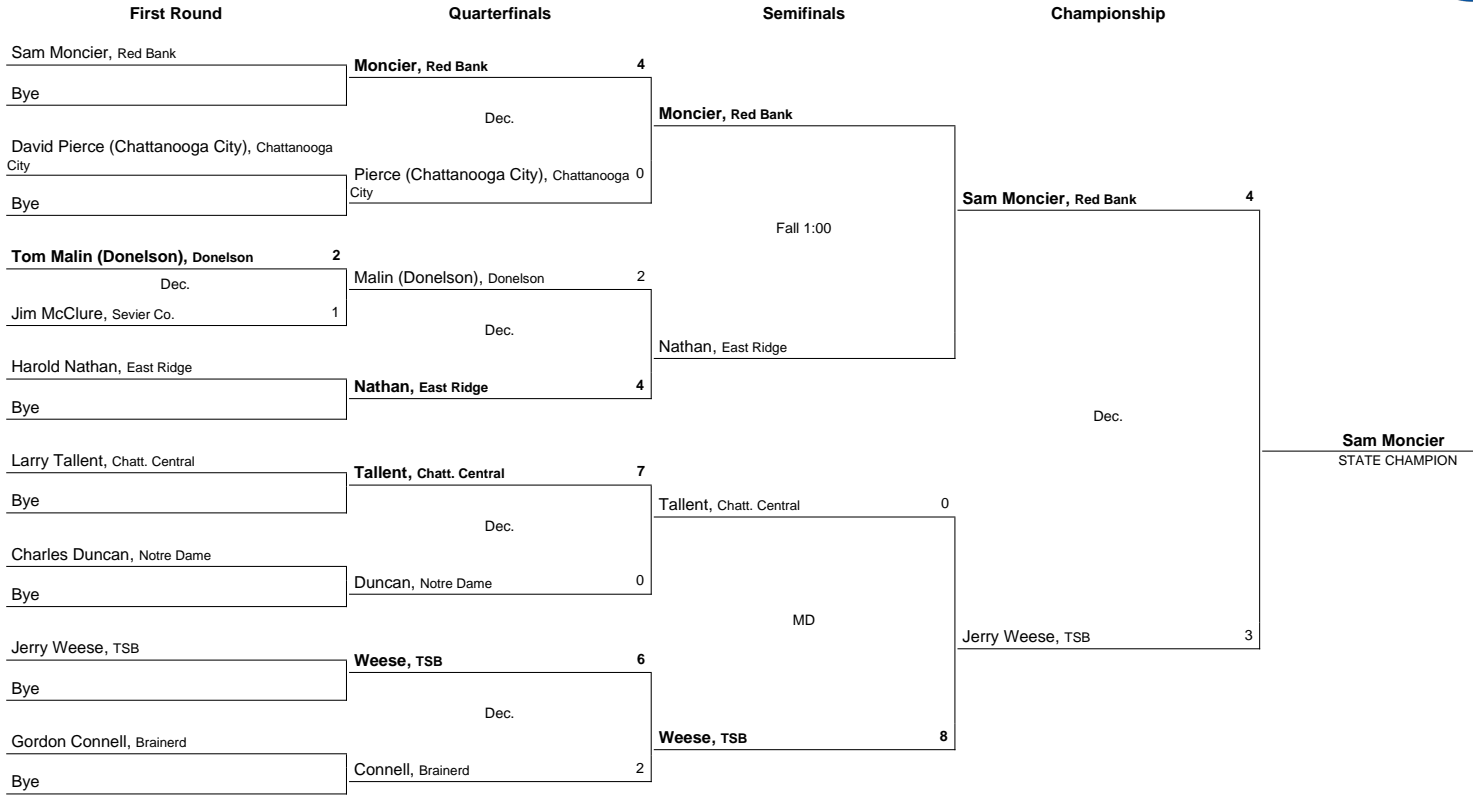 First Round
Quarterfinals
Semifinals
Championship
Sam Moncier, Red Bank
Bye
David Pierce (Chattanooga City), Chattanooga
City
Bye
Tom Malin (Donelson), Donelson 2
Dec.
Jim McClure, Sevier Co. 1
Harold Nathan, East Ridge
Bye
Larry Tallent, Chatt. Central
Bye
Charles Duncan, Notre Dame
Bye
Jerry Weese, TSB
Bye
Gordon Connell, Brainerd
Bye
Moncier, Red Bank 4
Dec.
Pierce (Chattanooga City), Chattanooga 0
City
Malin (Donelson), Donelson 2
Dec.
Nathan, East Ridge 4
Tallent, Chatt. Central 7
Dec.
Duncan, Notre Dame 0
Weese, TSB 6
Dec.
Connell, Brainerd 2
Moncier, Red Bank
Fall 1:00
Nathan, East Ridge
Tallent, Chatt. Central 0
MD
Weese, TSB 8
Sam Moncier, Red Bank 4
Dec.
Jerry Weese, TSB 3
Sam Moncier
STATE CHAMPION